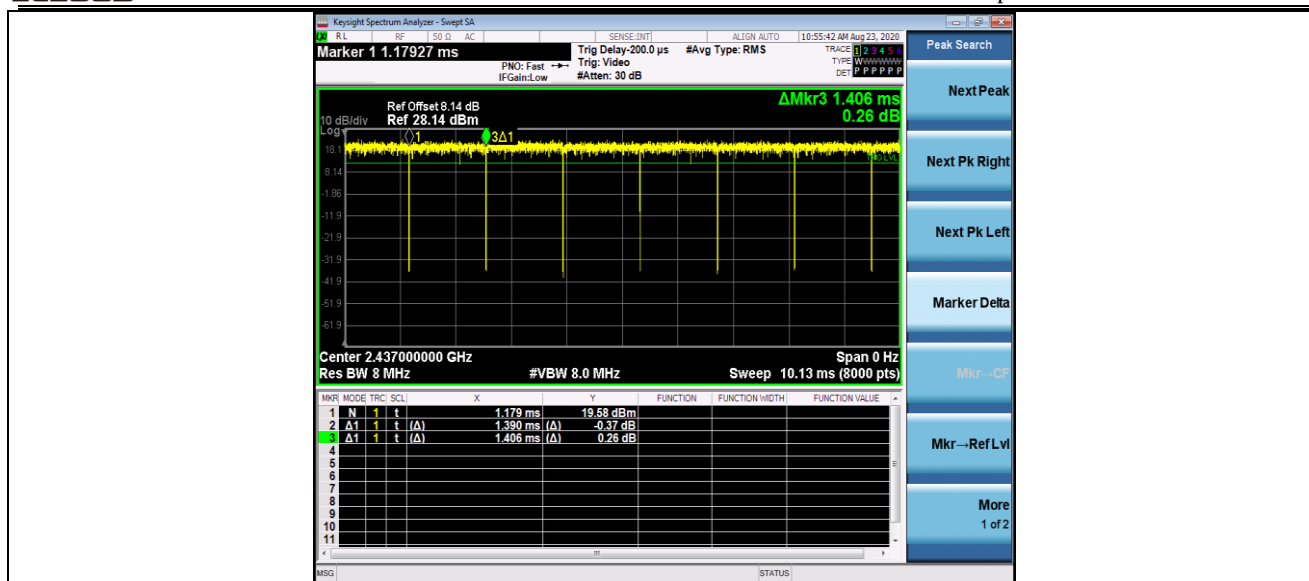 Keysight Spectrum Analyzer - Swept SA
RL RF 50 Ω AC SENSE:INT ALIGN AUTO 10:55:42 AM Aug 23, 2020
Marker 1 1.17927 ms Trig Delay-200.0 µs #Avg Type: RMS TRACE 1 2 3 4 5 6
PNO: Fast Trig: Video TYPE WWWWWW
IFGain:Low #Atten: 30 dB DET P P P P P P
Peak Search
Next Peak
Next Pk Right
Next Pk Left
Marker Delta
Mkr→CF
Mkr→Ref Lvl
More
1 of 2
ΔMkr3 1.406 ms
0.26 dB
Ref Offset 8.14 dB
10 dB/div Ref 28.14 dBm
Log
1 3Δ1
18.1
TRIG LVL
8.14
-1.86
-11.9
-21.9
-31.9
-41.9
-51.9
-61.9
Center 2.437000000 GHz Span 0 Hz
Res BW 8 MHz #VBW 8.0 MHz Sweep 10.13 ms (8000 pts)
MKR MODE TRC SCL X Y FUNCTION FUNCTION WIDTH FUNCTION VALUE
1 N 1 t 1.179 ms 19.58 dBm
2 Δ1 1 t (Δ) 1.390 ms (Δ) -0.37 dB
3 Δ1 1 t (Δ) 1.406 ms (Δ) 0.26 dB
4
5
6
7
8
9
10
11
MSG STATUS